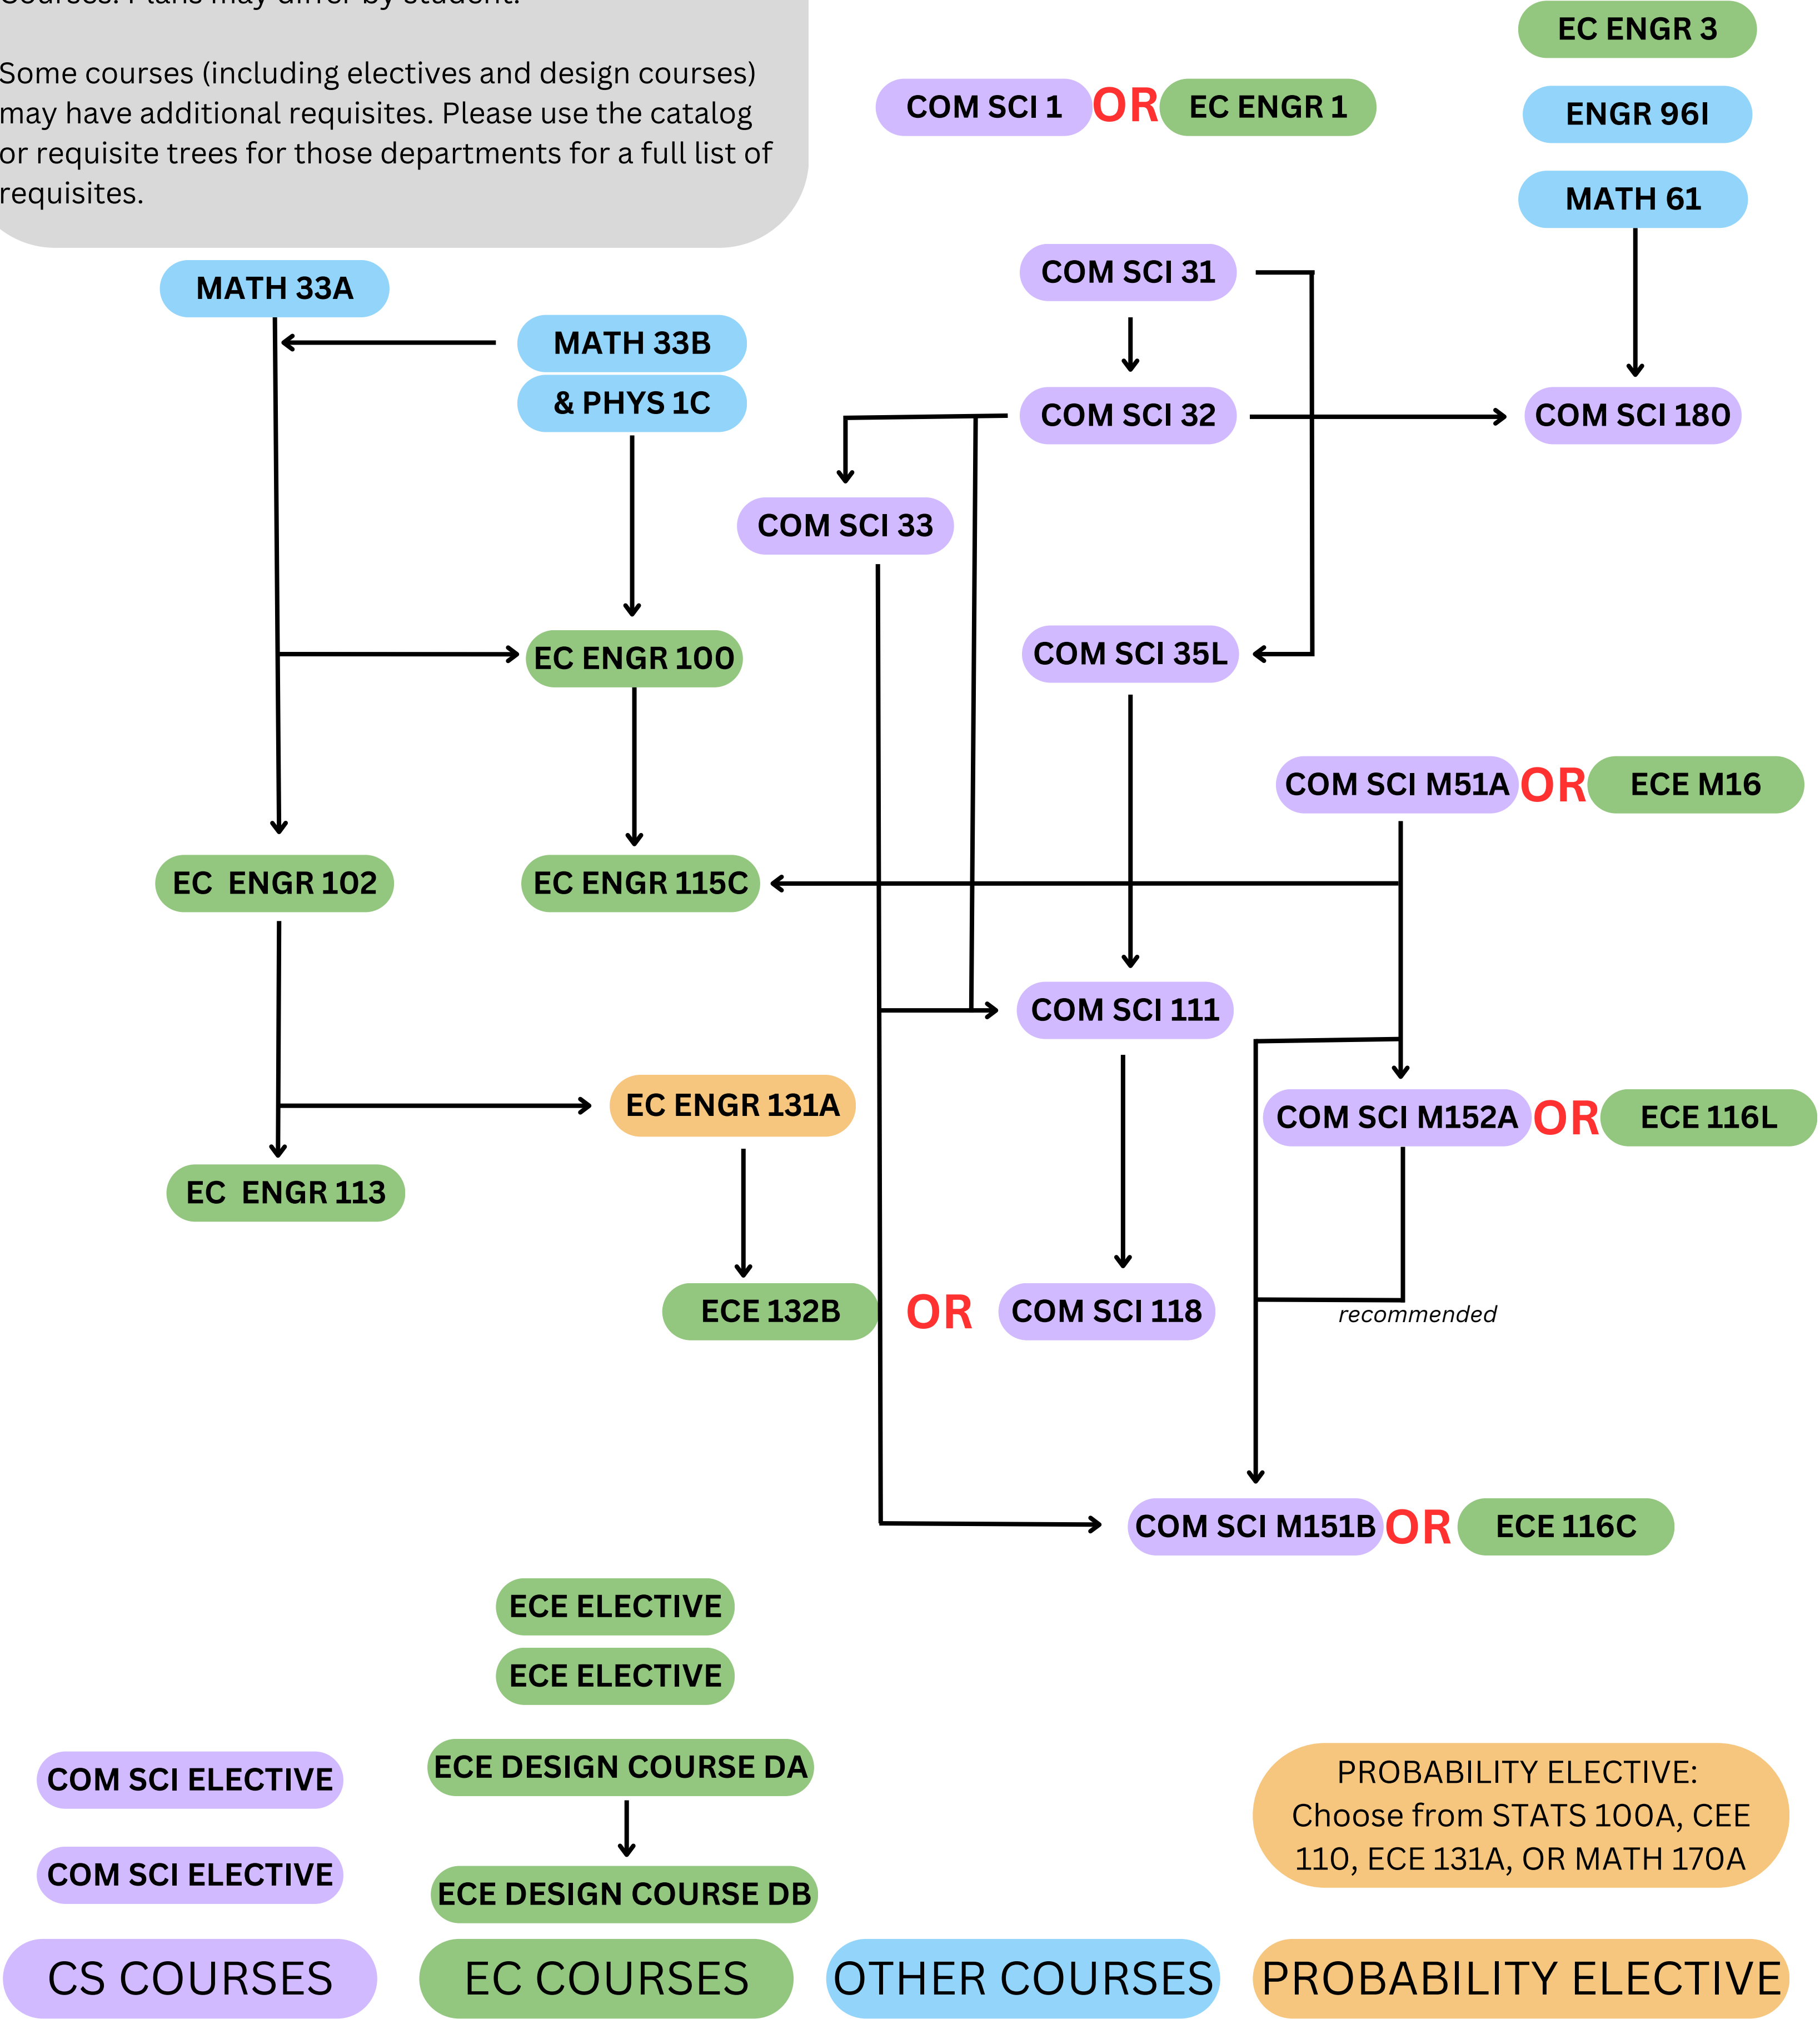 Courses. Plans may differ by student.
Some courses (including electives and design courses)
may have additional requisites. Please use the catalog
or requisite trees for those departments for a full list of
requisites.
EC ENGR 3
COM SCI 1 OR EC ENGR 1
ENGR 96I
MATH 61
MATH 33A
COM SCI 31
MATH 33B
& PHYS 1C
COM SCI 32
COM SCI 180
COM SCI 33
EC ENGR 100
COM SCI 35L
COM SCI M51A OR ECE M16
EC ENGR 102
EC ENGR 115C
COM SCI 111
EC ENGR 131A
COM SCI M152A OR ECE 116L
EC ENGR 113
ECE 132B OR COM SCI 118
recommended
COM SCI M151B OR ECE 116C
ECE ELECTIVE
ECE ELECTIVE
ECE DESIGN COURSE DA
COM SCI ELECTIVE
PROBABILITY ELECTIVE:
Choose from STATS 100A, CEE
110, ECE 131A, OR MATH 170A
COM SCI ELECTIVE
ECE DESIGN COURSE DB
CS COURSES
EC COURSES
OTHER COURSES
PROBABILITY ELECTIVE